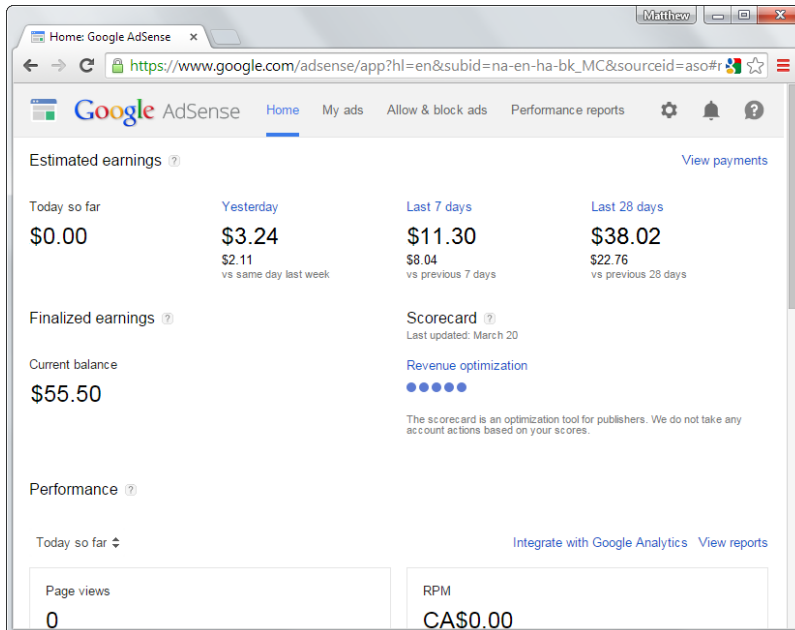 Matthew
Home: Google AdSense
https://www.google.com/adsense/app?hl=en&subid=na-en-ha-bk_MC&sourceid=aso#r
Google AdSense Home My ads Allow & block ads Performance reports
Estimated earnings ? View payments
Today so far Yesterday Last 7 days Last 28 days
$0.00 $3.24 $11.30 $38.02
$2.11 $8.04 $22.76
vs same day last week vs previous 7 days vs previous 28 days
Finalized earnings ? Scorecard ?
Last updated: March 20
Current balance Revenue optimization
$55.50
The scorecard is an optimization tool for publishers. We do not take any
account actions based on your scores.
Performance ?
Today so far Integrate with Google Analytics View reports
Page views RPM
0 CA$0.00